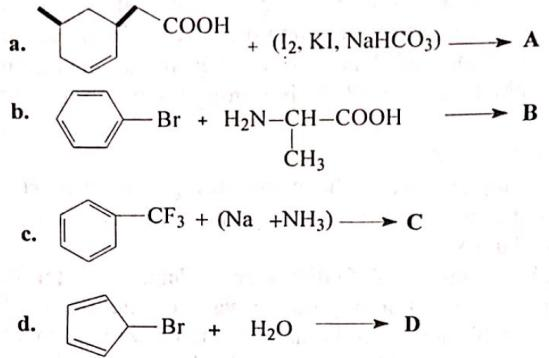 a. COOH + (I₂, KI, NaHCO₃) ⟶ A
b. Br + H₂N–CH–COOH ⟶ B
CH₃
c. CF₃ + (Na +NH₃) ⟶ C
d. Br + H₂O ⟶ D